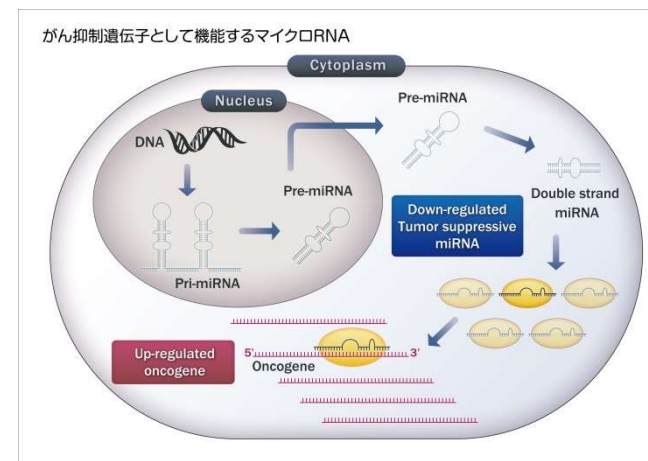 がん抑制遺伝子として機能するマイクロRNA
Cytoplasm
Nucleus
DNA
Pri-miRNA
Pre-miRNA
Pre-miRNA
Double strand
miRNA
Down-regulated
Tumor suppressive
miRNA
Up-regulated
oncogene
5’
3’
Oncogene